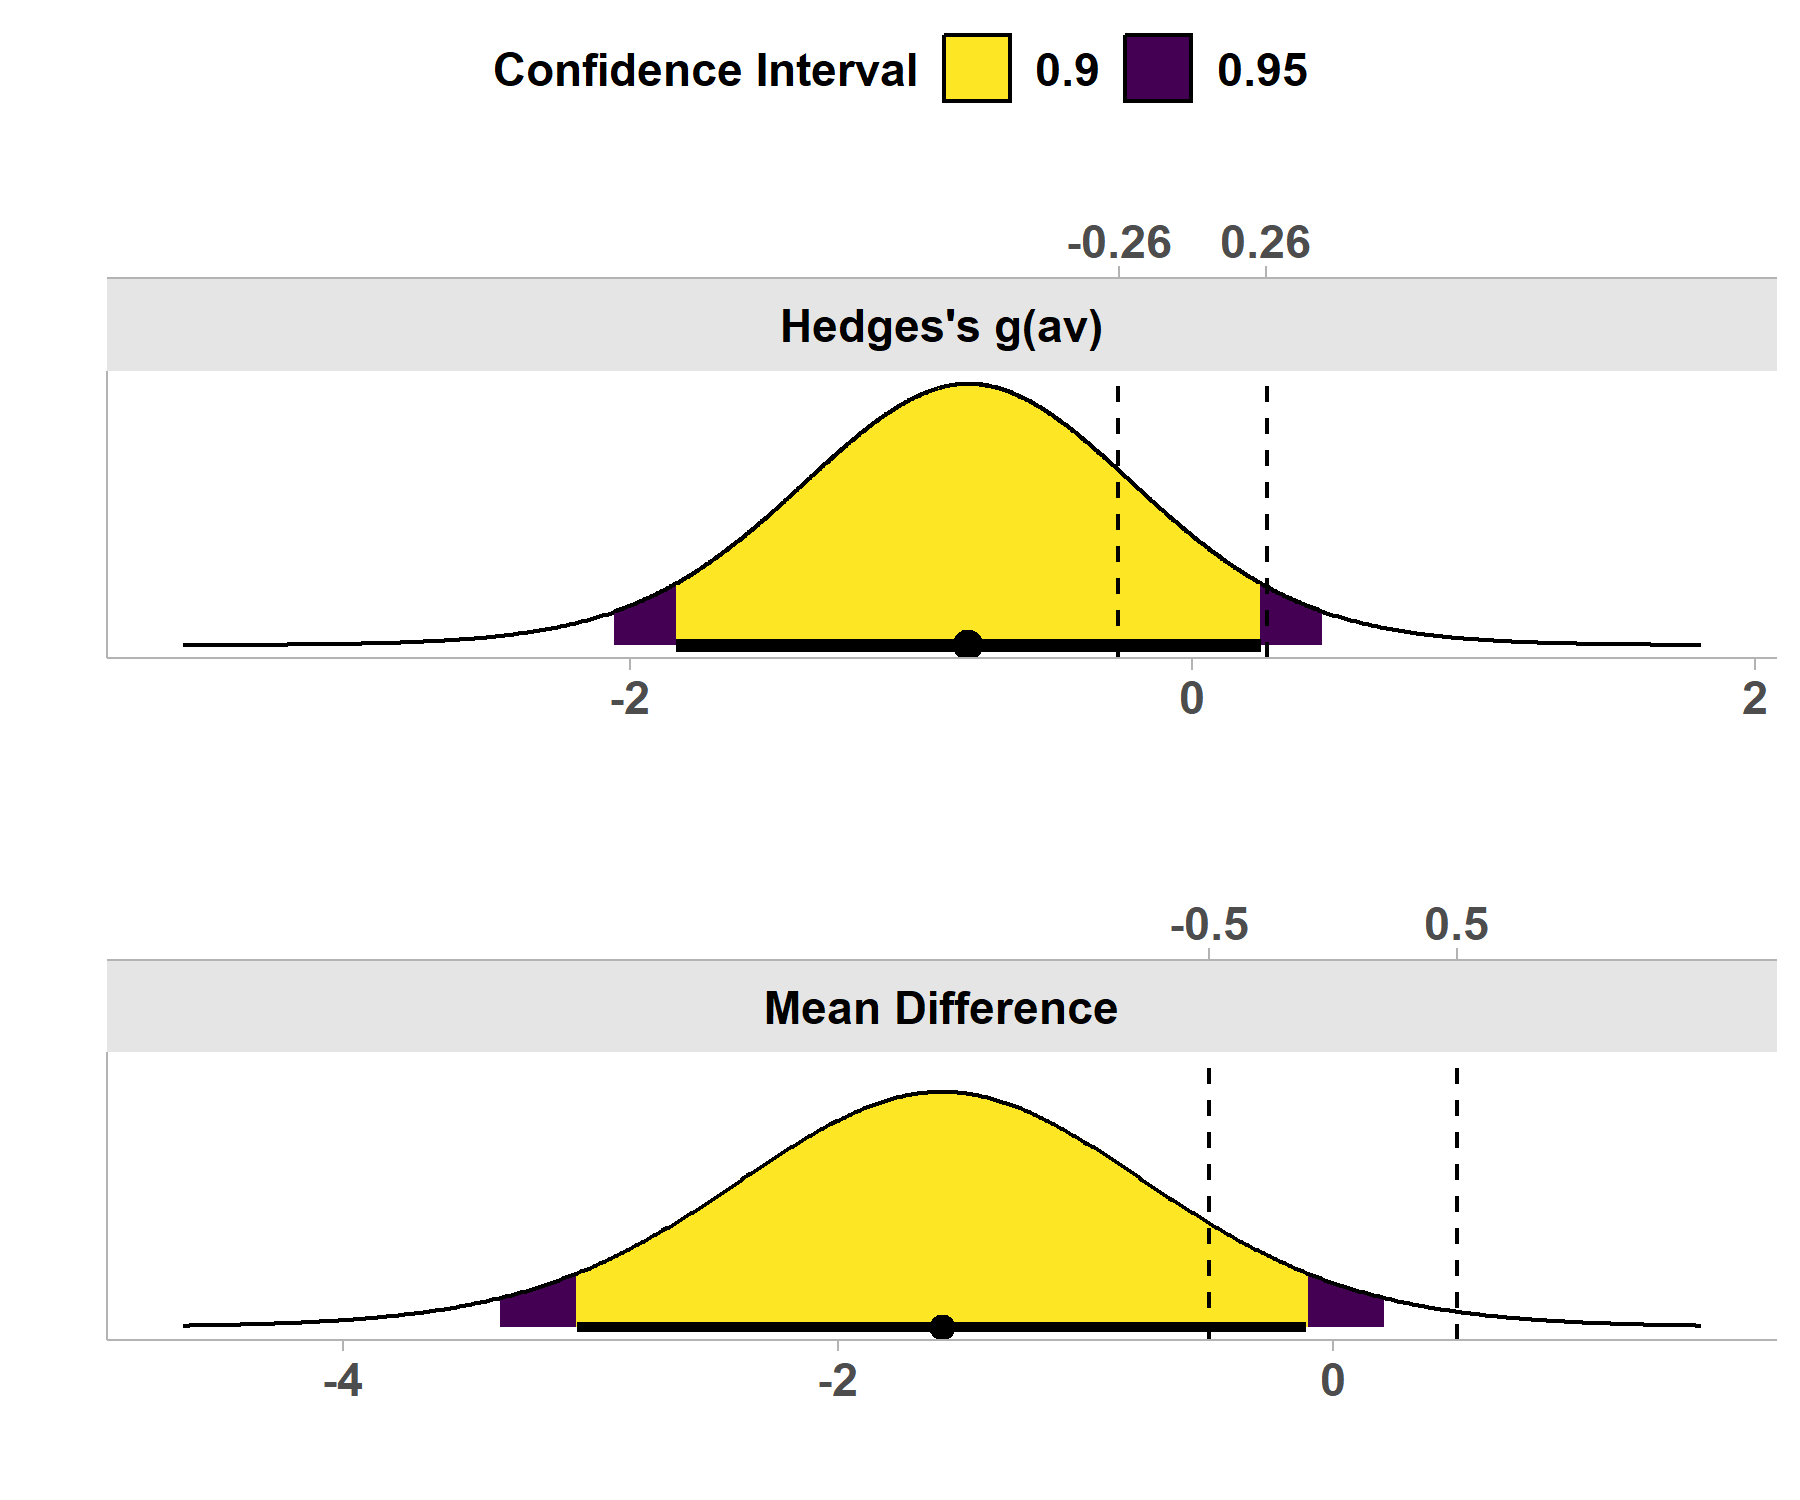 Confidence Interval 0.9 0.95
-0.26 0.26
Hedges's g(av)
-2 0 2
-0.5 0.5
Mean Difference
-4 -2 0